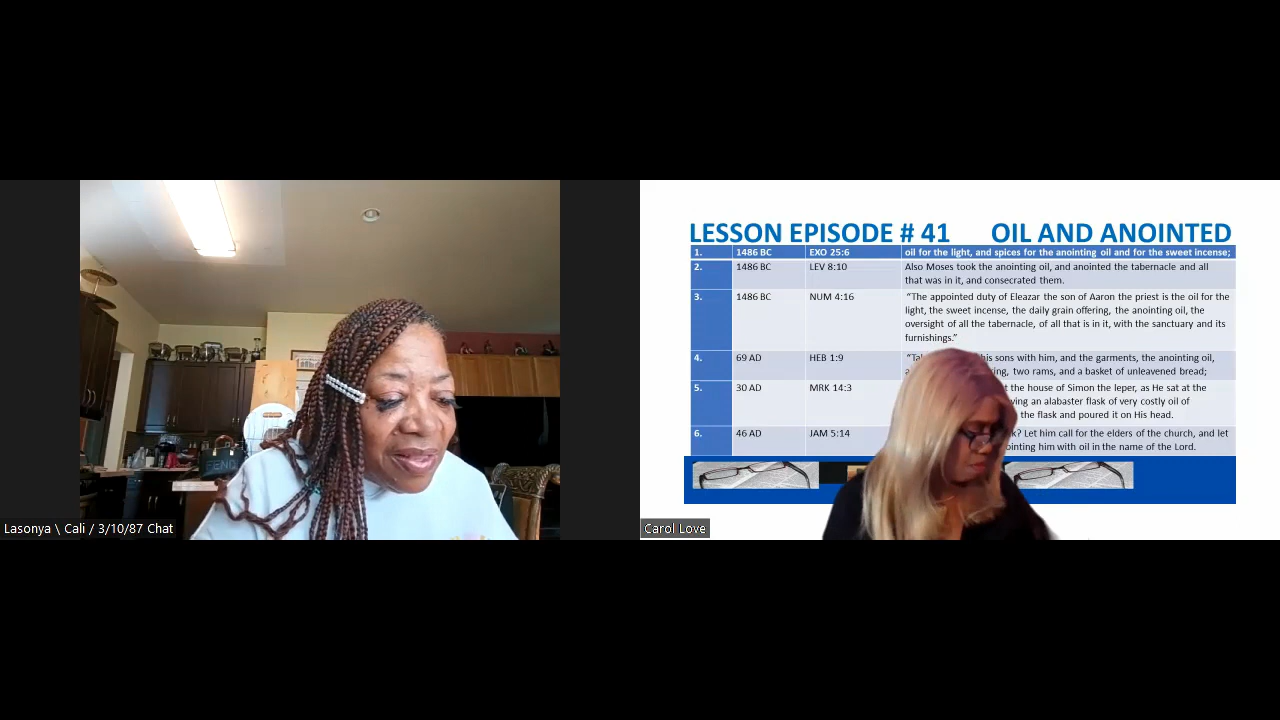 LESSON EPISODE # 41 OIL AND ANOINTED
1. 1486 BC EXO 25:6 oil for the light, and spices for the anointing oil and for the sweet incense;
2. 1486 BC LEV 8:10 Also Moses took the anointing oil, and anointed the tabernacle and all
that was in it, and consecrated them.
3. 1486 BC NUM 4:16 “The appointed duty of Eleazar the son of Aaron the priest is the oil for the
light, the sweet incense, the daily grain offering, the anointing oil, the
oversight of all the tabernacle, of all that is in it, with the sanctuary and its
furnishings.”
4. 69 AD HEB 1:9 his sons with him, and the garments, the anointing oil,
two rams, and a basket of unleavened bread;
5. 30 AD MRK 14:3 the house of Simon the leper, as He sat at the
an alabaster flask of very costly oil of
the flask and poured it on His head.
6. 46 AD JAM 5:14 Let him call for the elders of the church, and let
him with oil in the name of the Lord.
Lasonya \ Cali / 3/10/87 Chat
Carol Love